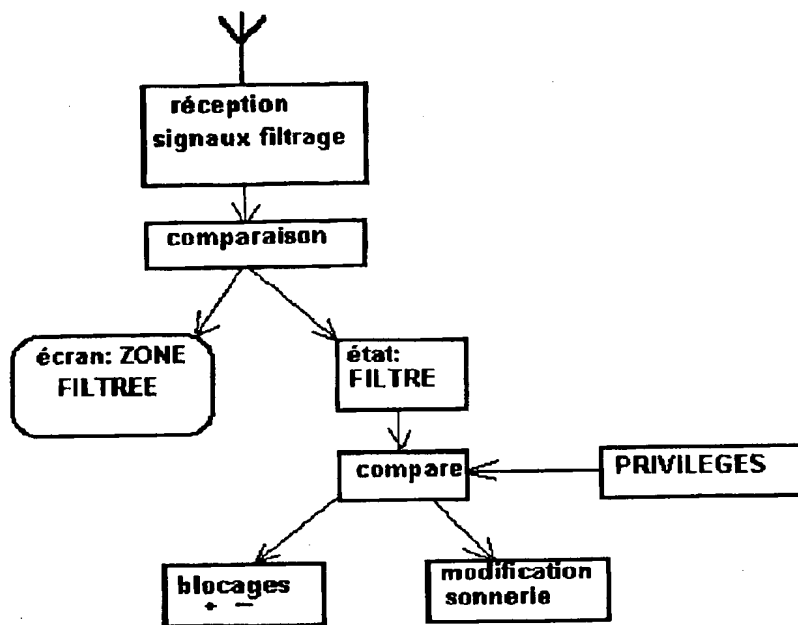 réception
signaux filtrage
comparaison
écran: ZONE
FILTREE
état:
FILTRE
compare
PRIVILEGES
blocages
+ −
modification
sonnerie